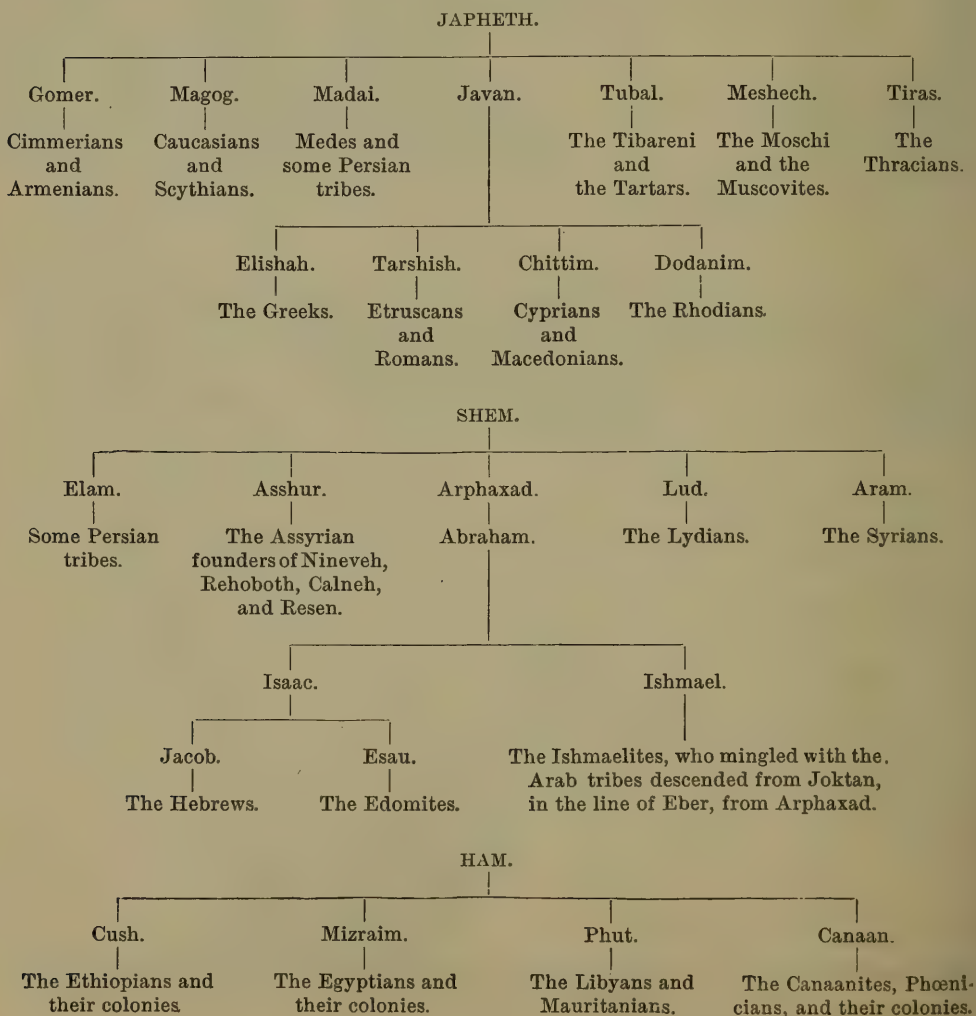 JAPHETH.
Gomer. Magog. Madai. Javan. Tubal. Meshech. Tiras.
Cimmerians Caucasians Medes and The Tibareni The Moschi The
and and some Persian and and the Thracians.
Armenians. Scythians. tribes. the Tartars. Muscovites.
Elishah. Tarshish. Chittim. Dodanim.
The Greeks. Etruscans Cyprians The Rhodians.
and and
Romans. Macedonians.
SHEM.
Elam. Asshur. Arphaxad. Lud. Aram.
Some Persian The Assyrian Abraham. The Lydians. The Syrians.
tribes. founders of Nineveh,
Rehoboth, Calneh,
and Resen.
Isaac. Ishmael.
Jacob. Esau. The Ishmaelites, who mingled with the
Arab tribes descended from Joktan,
The Hebrews. The Edomites. in the line of Eber, from Arphaxad.
HAM.
Cush. Mizraim. Phut. Canaan.
The Ethiopians and The Egyptians and The Libyans and The Canaanites, Phœni-
their colonies their colonies. Mauritanians. cians, and their colonies.